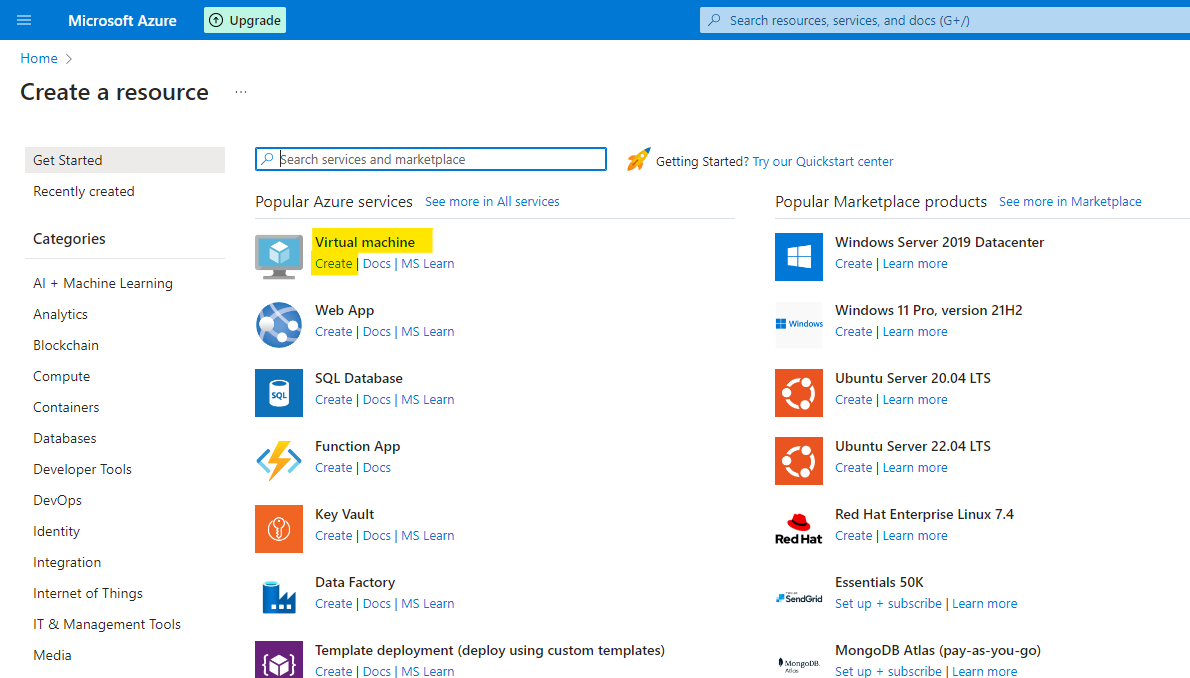 Microsoft Azure
Upgrade
Search resources, services, and docs (G+/)
Home
Create a resource
...
Get Started
Recently created
Categories
AI + Machine Learning
Analytics
Blockchain
Compute
Containers
Databases
Developer Tools
DevOps
Identity
Integration
Internet of Things
IT & Management Tools
Media
Search services and marketplace
Getting Started? Try our Quickstart center
Popular Azure services See more in All services
Virtual machine
Create | Docs | MS Learn
Web App
Create | Docs | MS Learn
SQL
SQL Database
Create | Docs | MS Learn
Function App
Create | Docs
Key Vault
Create | Docs | MS Learn
Data Factory
Create | Docs | MS Learn
Template deployment (deploy using custom templates)
Create | Docs | MS Learn
Popular Marketplace products See more in Marketplace
Windows Server 2019 Datacenter
Create | Learn more
Windows
Windows 11 Pro, version 21H2
Create | Learn more
Ubuntu Server 20.04 LTS
Create | Learn more
Ubuntu Server 22.04 LTS
Create | Learn more
Red Hat
Red Hat Enterprise Linux 7.4
Create | Learn more
SendGrid
Essentials 50K
Set up + subscribe | Learn more
MongoDB.
Atlas
MongoDB Atlas (pay-as-you-go)
Set up + subscribe | Learn more